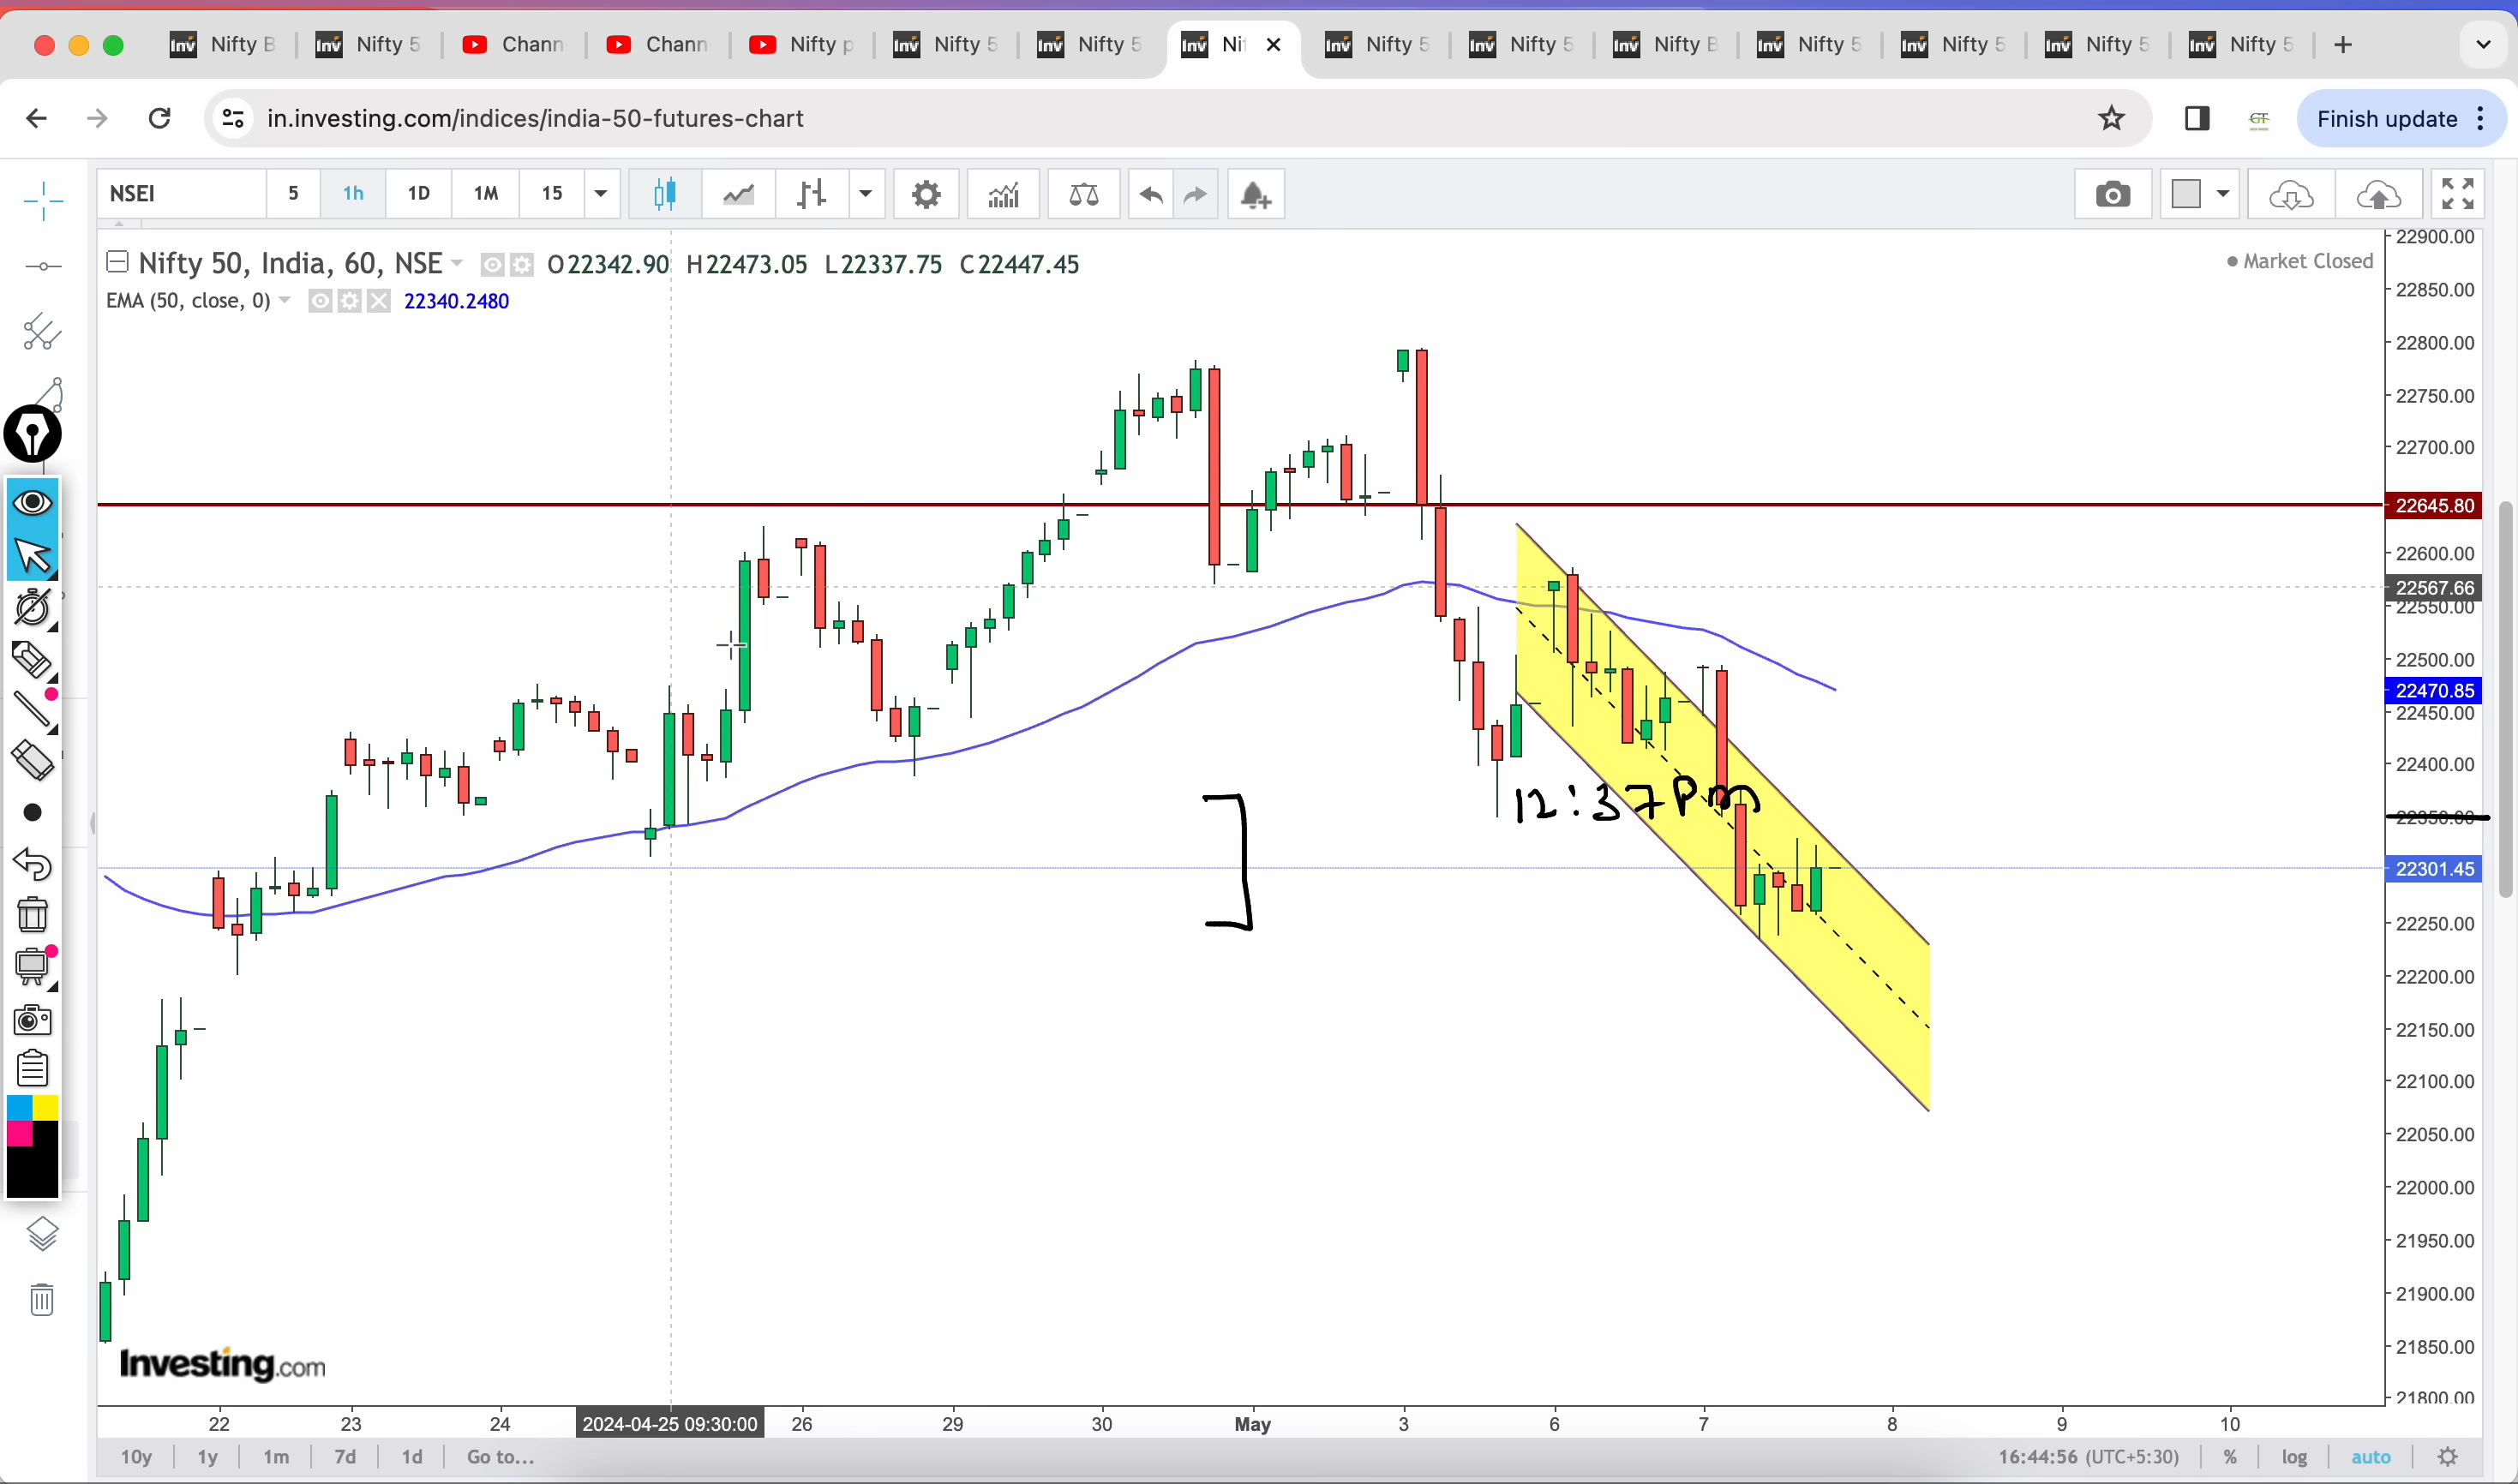 Nifty B
Nifty 5
Chann
Chann
Nifty p
Nifty 5
Nifty 5
Nif
Nifty 5
Nifty 5
Nifty B
Nifty 5
Nifty 5
Nifty 5
Nifty 5
in.investing.com/indices/india-50-futures-chart
Finish update
NSEI
5
1h
1D
1M
15
Nifty 50, India, 60, NSE
O22342.90 H22473.05 L22337.75 C22447.45
Market Closed
EMA (50, close, 0)
22340.2480
22900.00
22850.00
22800.00
22750.00
22700.00
22645.80
22600.00
22567.66
22550.00
22500.00
22470.85
22450.00
22400.00
22350.00
22301.45
22250.00
22200.00
22150.00
22100.00
22050.00
22000.00
21950.00
21900.00
21850.00
21800.00
12:37Pm
Investing.com
22
23
24
2024-04-25 09:30:00
26
29
30
May
3
6
7
8
9
10
10y
1y
1m
7d
1d
Go to...
16:44:56 (UTC+5:30)
%
log
auto